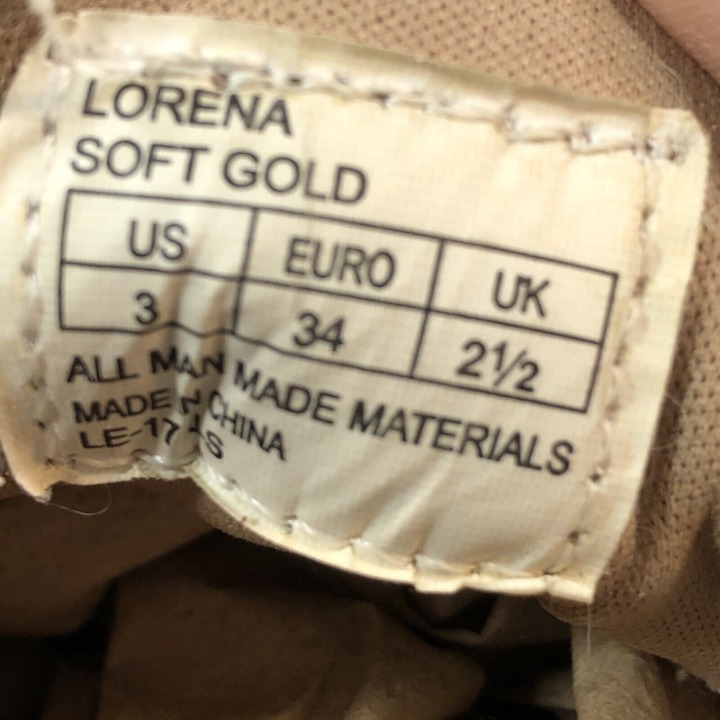 LORENA
SOFT GOLD
US EURO UK
3 34 2½
ALL MAN MADE MATERIALS
MADE IN CHINA